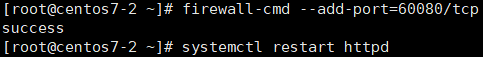 [root@centos7-2 ~]# firewall-cmd --add-port=60080/tcp
success
[root@centos7-2 ~]# systemctl restart httpd